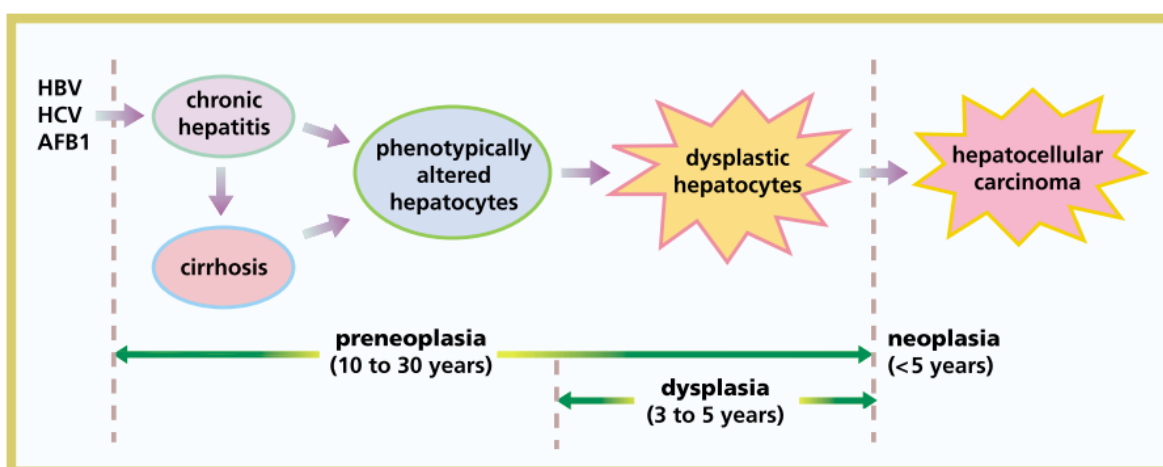 HBV
HCV
AFB1
chronic
hepatitis
cirrhosis
phenotypically
altered
hepatocytes
dysplastic
hepatocytes
hepatocellular
carcinoma
preneoplasia
(10 to 30 years)
neoplasia
(<5 years)
dysplasia
(3 to 5 years)